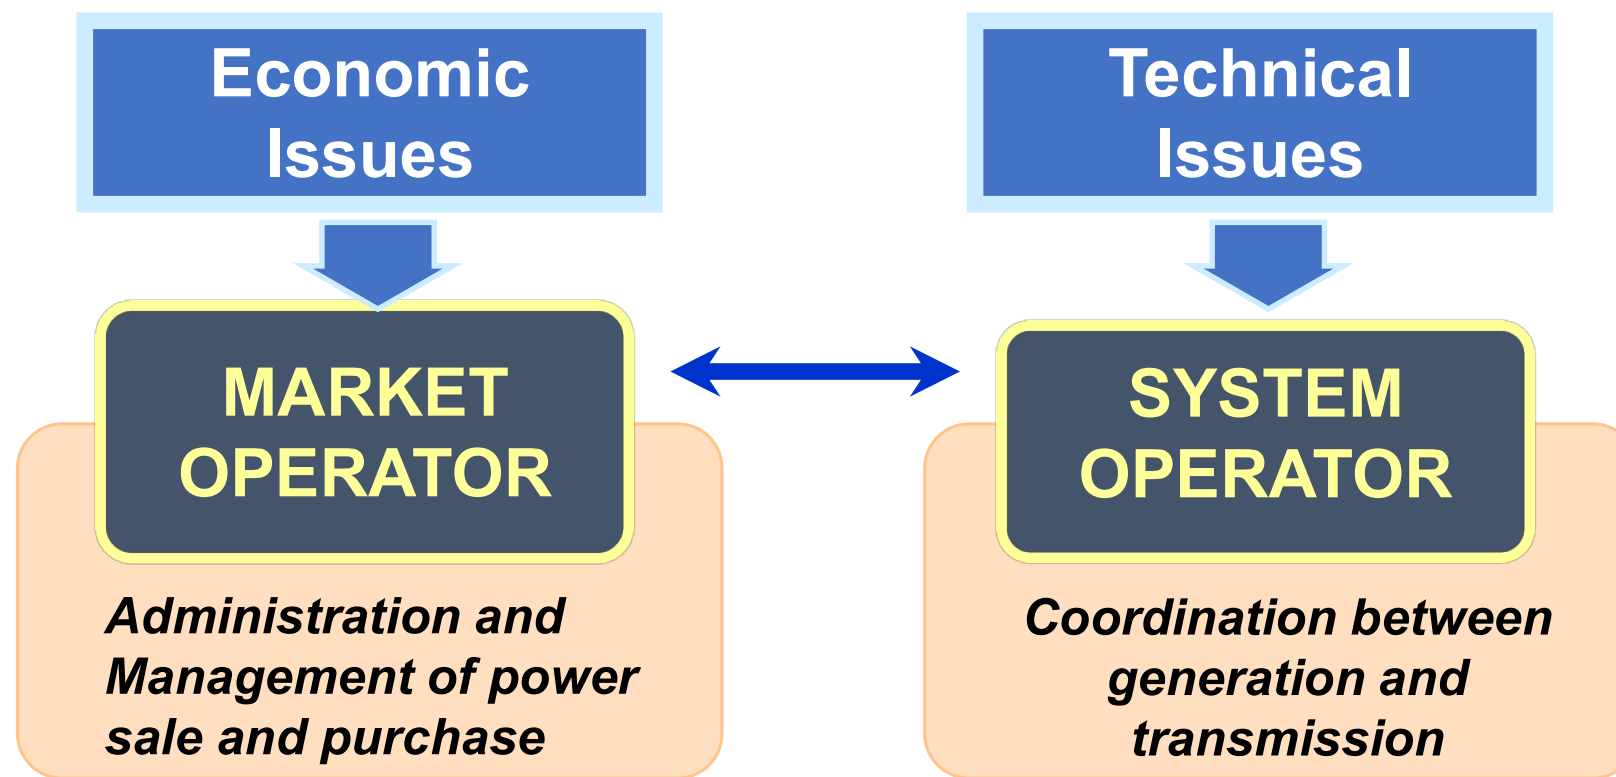 Economic
Issues
Technical
Issues
MARKET
OPERATOR
SYSTEM
OPERATOR
Administration and
Management of power
sale and purchase
Coordination between
generation and
transmission